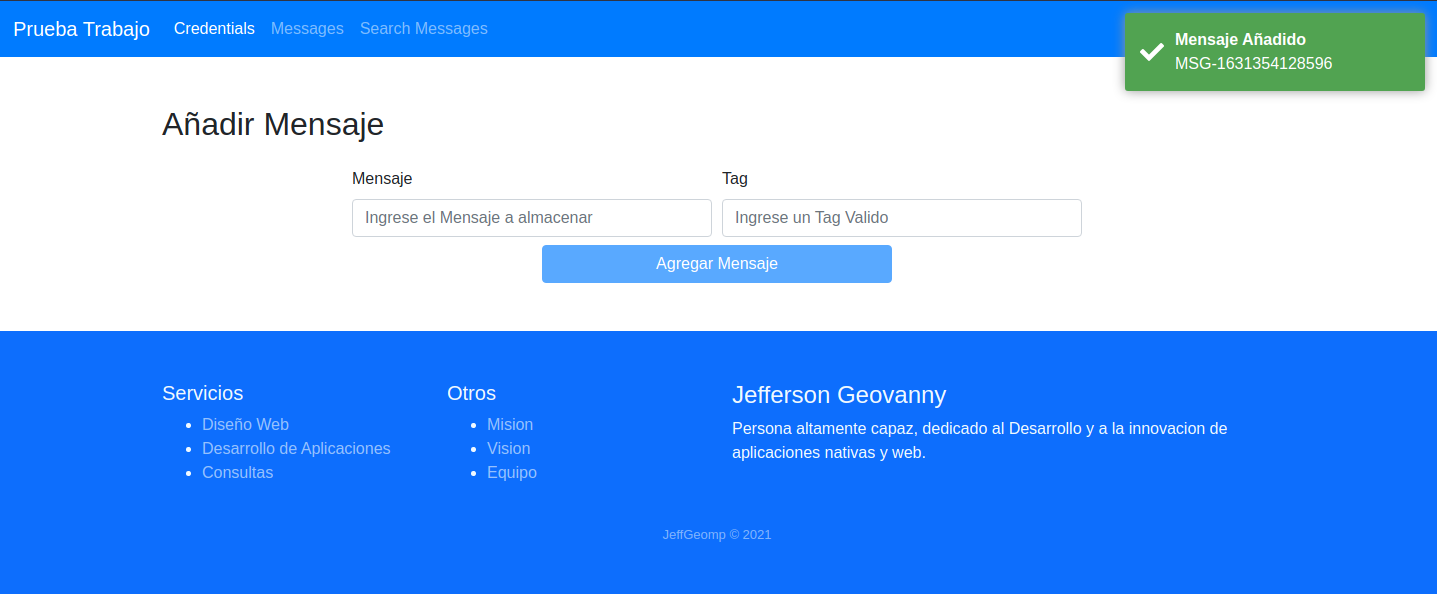 Prueba Trabajo Credentials Messages Search Messages
Mensaje Añadido
MSG-1631354128596
Añadir Mensaje
Mensaje Tag
Ingrese el Mensaje a almacenar Ingrese un Tag Valido
Agregar Mensaje
Servicios
Diseño Web
Desarrollo de Aplicaciones
Consultas
Otros
Mision
Vision
Equipo
Jefferson Geovanny
Persona altamente capaz, dedicado al Desarrollo y a la innovacion de
aplicaciones nativas y web.
JeffGeomp © 2021